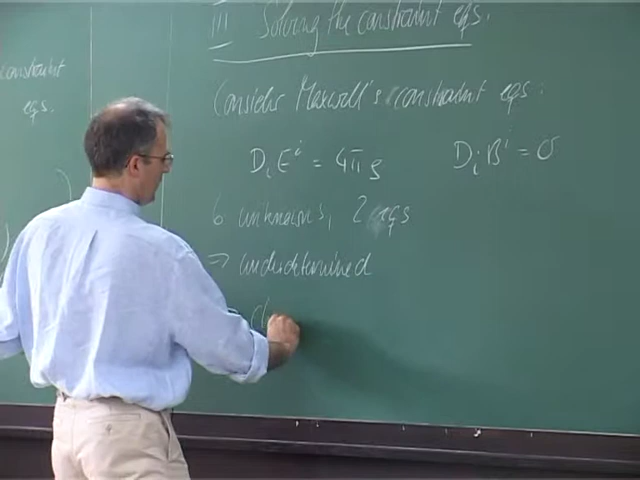 constraint
eqs.
III Solving the constraint eqs.
Consider Maxwell's constraint eqs:
D_i E^i = 4πρ D_i B^i = 0
6 unknowns, 2 eqs
⇒ underdetermined